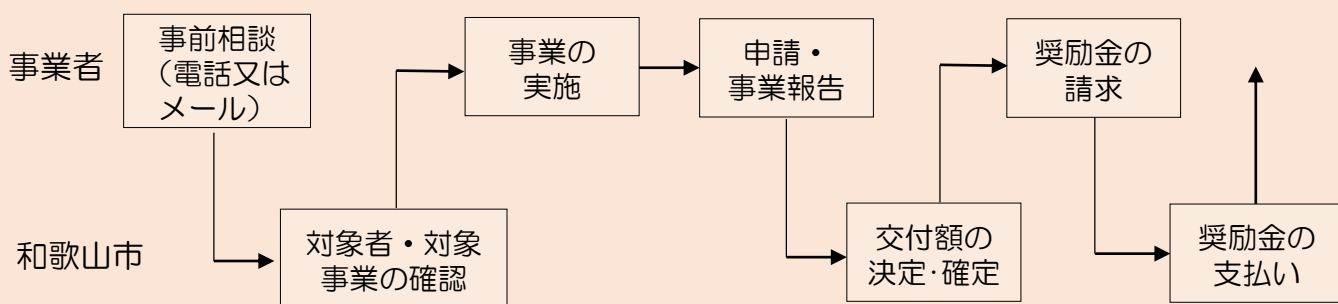 事業者
事前相談
（電話又は
メール）
事業の
実施
申請・
事業報告
奨励金の
請求
和歌山市
対象者・対象
事業の確認
交付額の
決定･確定
奨励金の
支払い